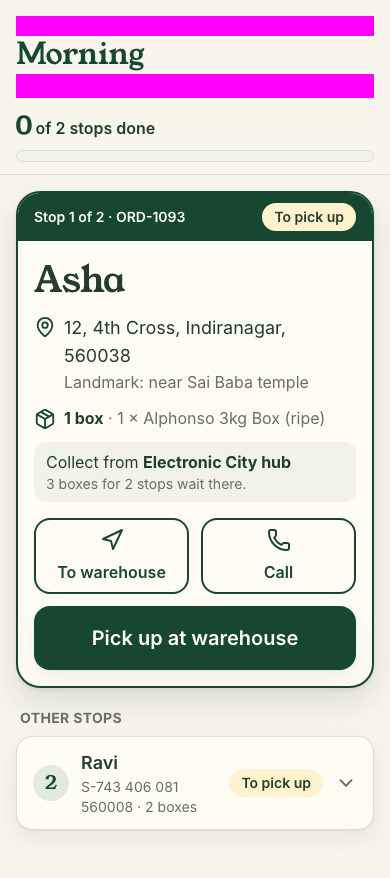 Morning
0 of 2 stops done
Stop 1 of 2 · ORD-1093
To pick up
Asha
12, 4th Cross, Indiranagar,
560038
Landmark: near Sai Baba temple
1 box · 1 × Alphonso 3kg Box (ripe)
Collect from Electronic City hub
3 boxes for 2 stops wait there.
To warehouse
Call
Pick up at warehouse
OTHER STOPS
2
Ravi
S-743 406 081
560008 · 2 boxes
To pick up